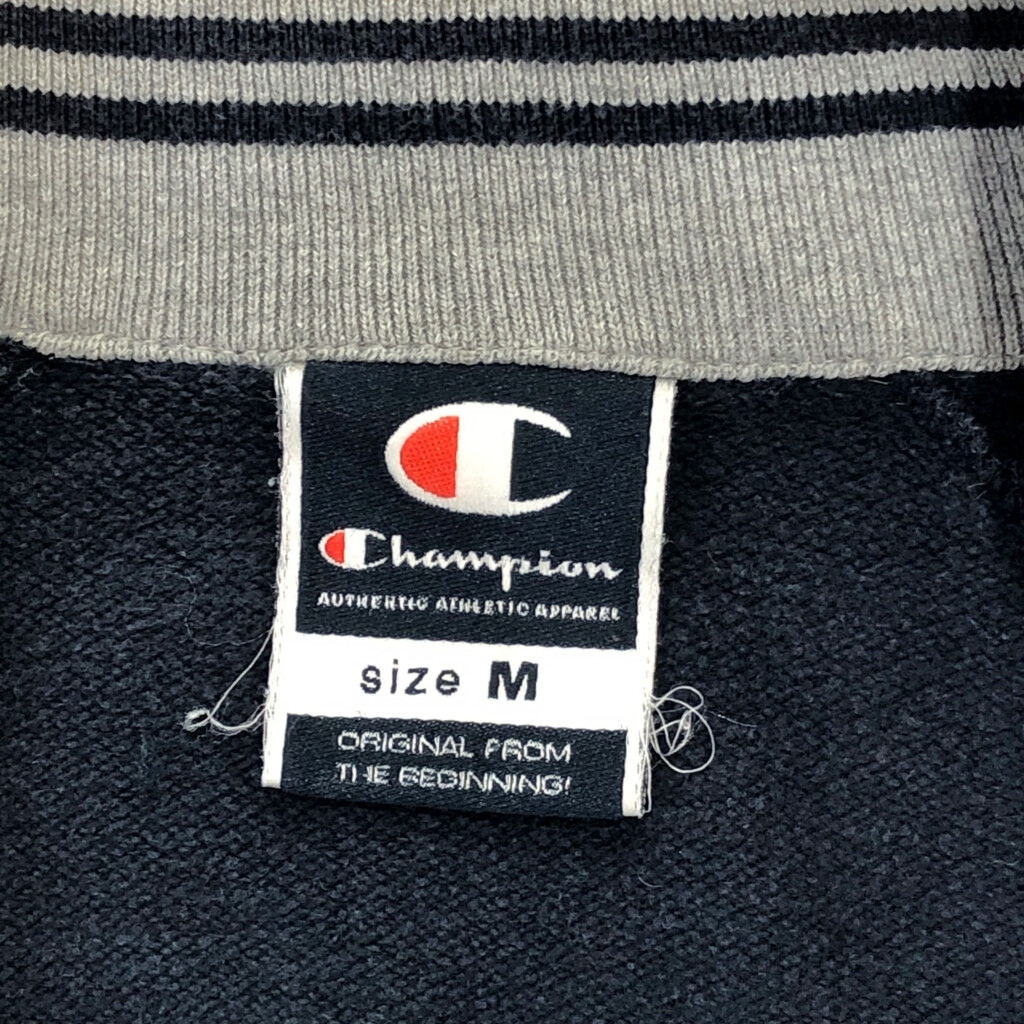 Champion
AUTHENTIC ATHLETIC APPAREL
size M
ORIGINAL FROM
THE BEGINNING!